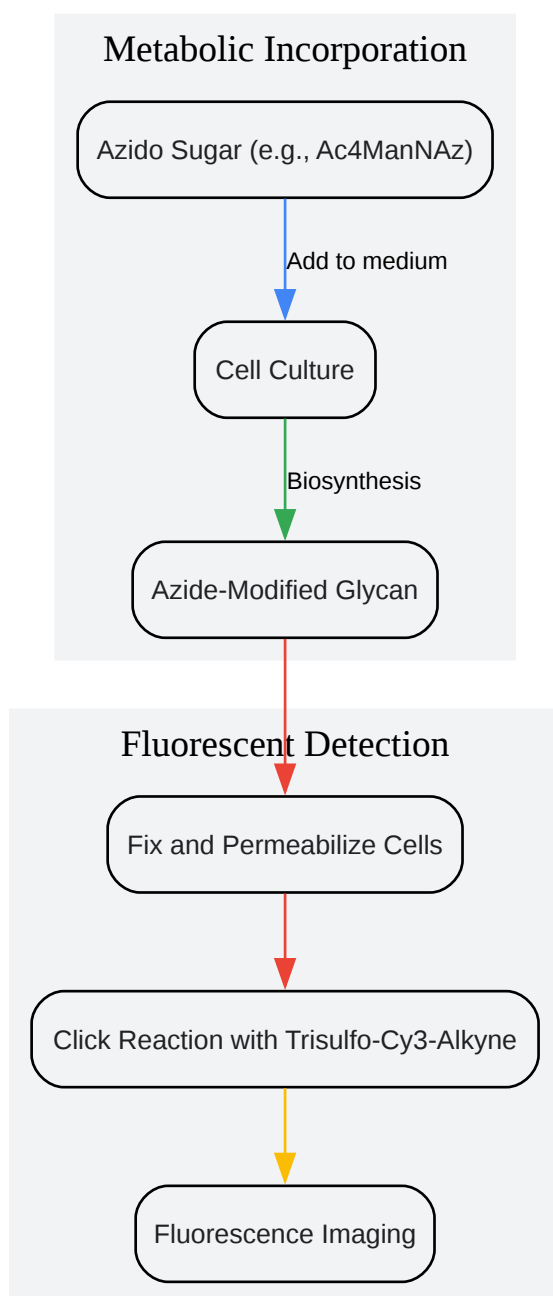 Metabolic Incorporation
Azido Sugar (e.g., Ac4ManNAz)
Add to medium
Cell Culture
Biosynthesis
Azide-Modified Glycan
Fluorescent Detection
Fix and Permeabilize Cells
Click Reaction with Trisulfo-Cy3-Alkyne
Fluorescence Imaging